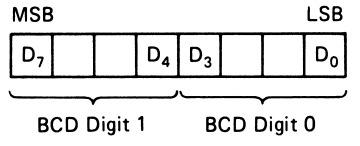 MSB LSB
D₇ D₄ D₃ D₀
BCD Digit 1 BCD Digit 0